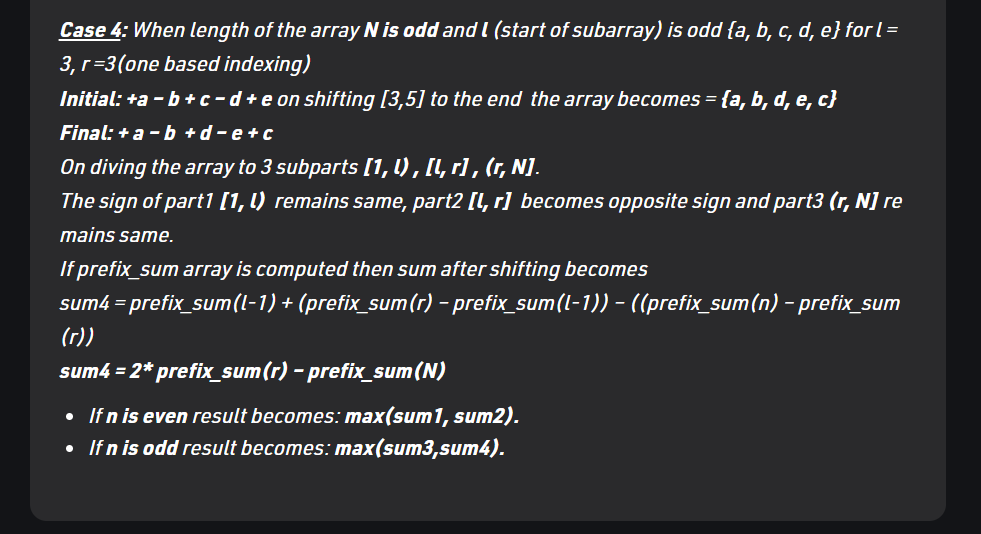 Case 4: When length of the array N is odd and l (start of subarray) is odd {a, b, c, d, e} for l =
3, r =3(one based indexing)
Initial: +a – b + c – d + e on shifting [3,5] to the end  the array becomes = {a, b, d, e, c}
Final: + a – b  + d – e + c
On diving the array to 3 subparts [1, l) , [l, r] , (r, N].
The sign of part1 [1, l)  remains same, part2 [l, r]  becomes opposite sign and part3 (r, N] re
mains same.
If prefix_sum array is computed then sum after shifting becomes
sum4 = prefix_sum(l-1) + (prefix_sum(r) – prefix_sum(l-1)) – ((prefix_sum(n) – prefix_sum
(r))
sum4 = 2* prefix_sum(r) – prefix_sum(N)
• If n is even result becomes: max(sum1, sum2).
• If n is odd result becomes: max(sum3,sum4).